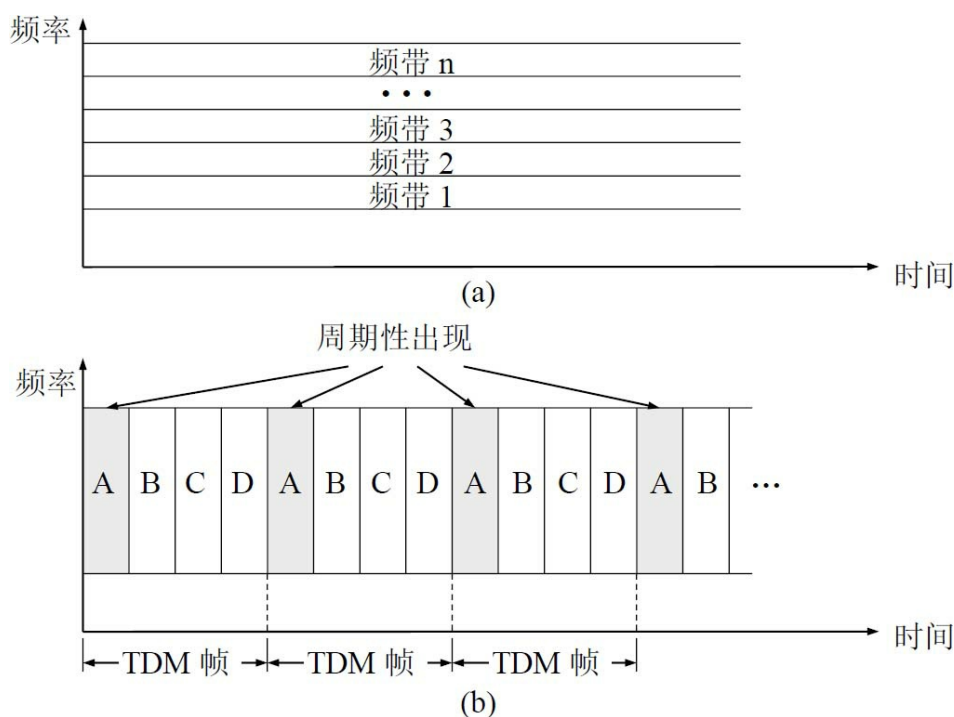 频率
频带 n
···
频带 3
频带 2
频带 1
时间
(a)
周期性出现
频率
A B C D A B C D A B C D A B ···
时间
TDM 帧 TDM 帧 TDM 帧
(b)